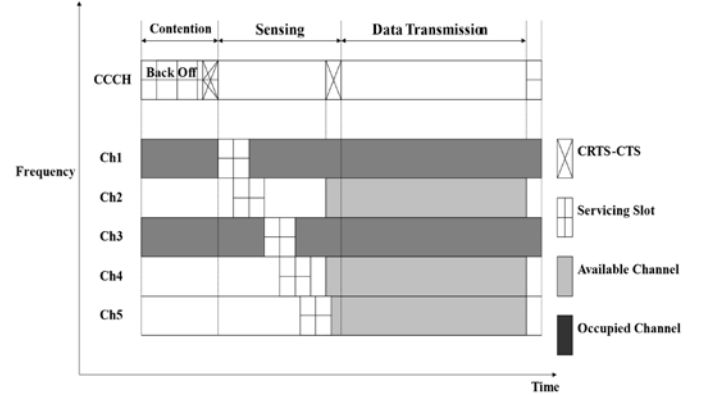 Contention Sensing Data Transmission
CCCH Back Off
Ch1
Ch2
Ch3
Ch4
Ch5
Frequency
Time
CRTS-CTS
Servicing Slot
Available Channel
Occupied Channel